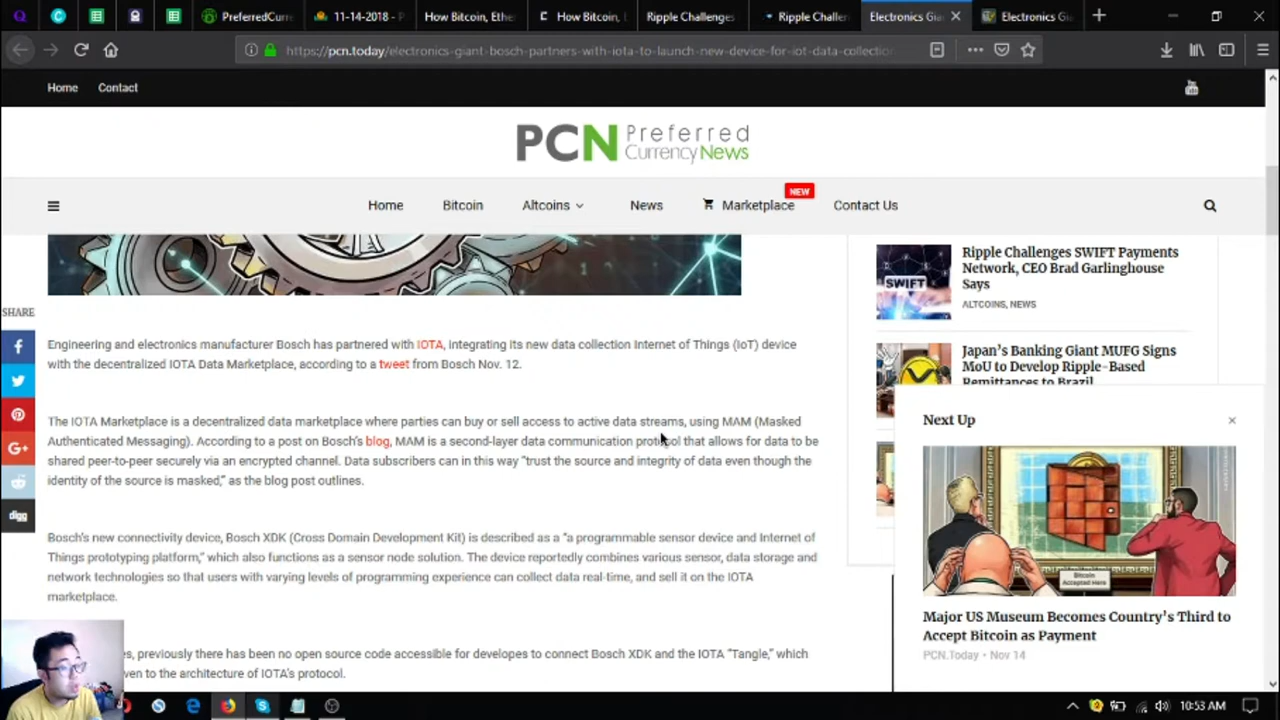 PreferredCurr
11-14-2018 - P
How Bitcoin, Ethe
How Bitcoin,
Ripple Challenges
Ripple Challen
Electronics Gia
Electronics Gi
https://pcn.today/electronics-giant-bosch-partners-with-iota-to-launch-new-device-for-iot-data-collection
Home Contact
PCN Preferred
CurrencyNews
NEW
Home Bitcoin Altcoins News Marketplace Contact Us
SHARE
digg
Engineering and electronics manufacturer Bosch has partnered with IOTA, integrating its new data collection Internet of Things (IoT) device
with the decentralized IOTA Data Marketplace, according to a tweet from Bosch Nov. 12.
The IOTA Marketplace is a decentralized data marketplace where parties can buy or sell access to active data streams, using MAM (Masked
Authenticated Messaging). According to a post on Bosch's blog, MAM is a second-layer data communication protocol that allows for data to be
shared peer-to-peer securely via an encrypted channel. Data subscribers can in this way “trust the source and integrity of data even though the
identity of the source is masked,” as the blog post outlines.
Bosch's new connectivity device, Bosch XDK (Cross Domain Development Kit) is described as a “a programmable sensor device and Internet of
Things prototyping platform,” which also functions as a sensor node solution. The device reportedly combines various sensor, data storage and
network technologies so that users with varying levels of programming experience can collect data real-time, and sell it on the IOTA
marketplace.
es, previously there has been no open source code accessible for developes to connect Bosch XDK and the IOTA “Tangle,” which
ven to the architecture of IOTA's protocol.
SWIFT
Ripple Challenges SWIFT Payments
Network, CEO Brad Garlinghouse
Says
ALTCOINS, NEWS
Japan's Banking Giant MUFG Signs
MoU to Develop Ripple-Based
Remittances to Brazil
Next Up
Bitcoin
Accepted Here
Major US Museum Becomes Country's Third to
Accept Bitcoin as Payment
PCN.Today • Nov 14
10:53 AM